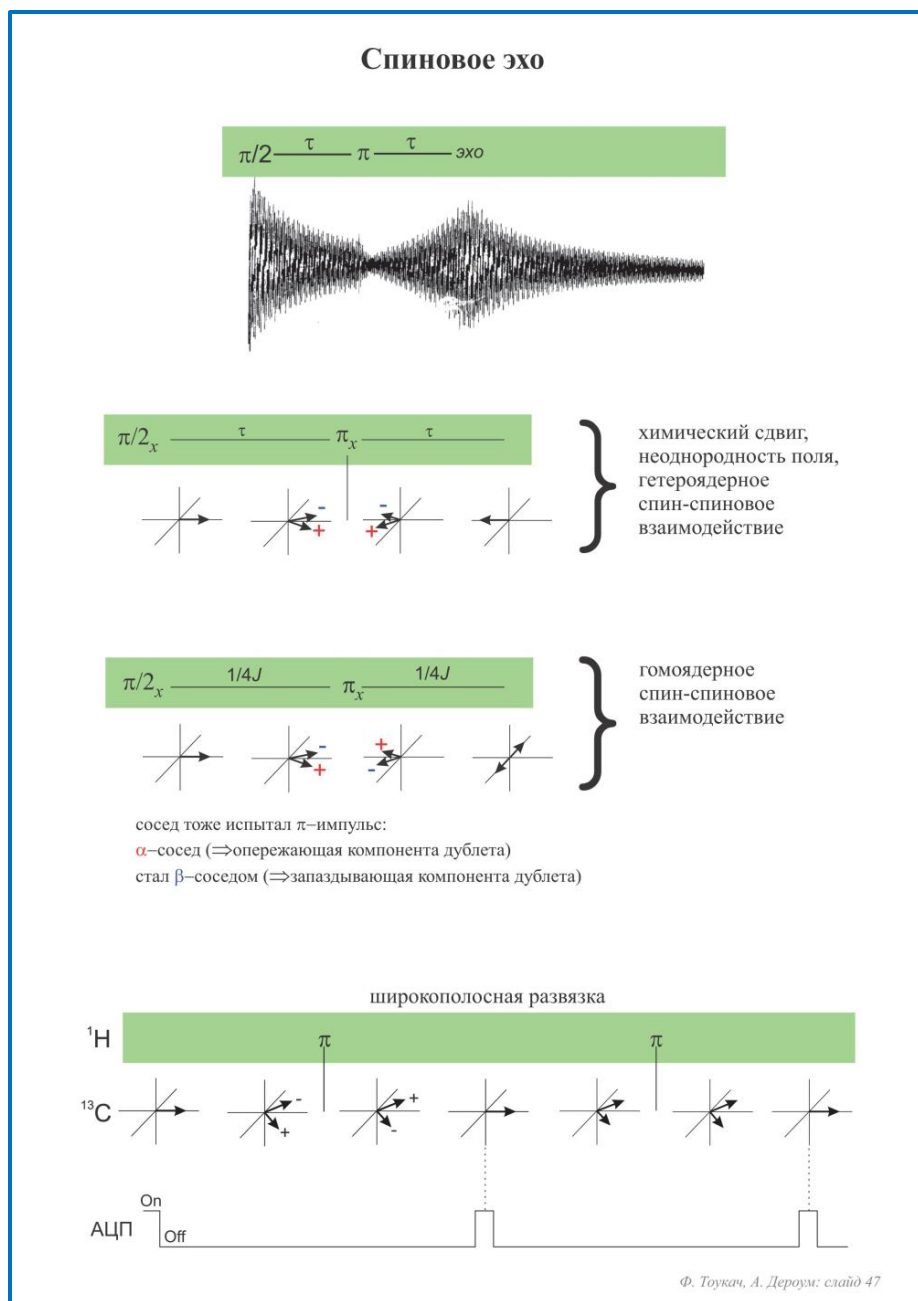 Спиновое эхо
π/2 τ π τ эхо
π/2x τ πx τ
- + - +
химический сдвиг,
неоднородность поля,
гетероядерное
спин-спиновое
взаимодействие
π/2x 1/4J πx 1/4J
- + + -
гомоядерное
спин-спиновое
взаимодействие
сосед тоже испытал π–импульс:
α–сосед (⇒опережающая компонента дублета)
стал β–соседом (⇒запаздывающая компонента дублета)
широкополосная развязка
¹H π π
¹³C - + + -
On
АЦП Off
Ф. Тоукач, А. Дероум: слайд 47